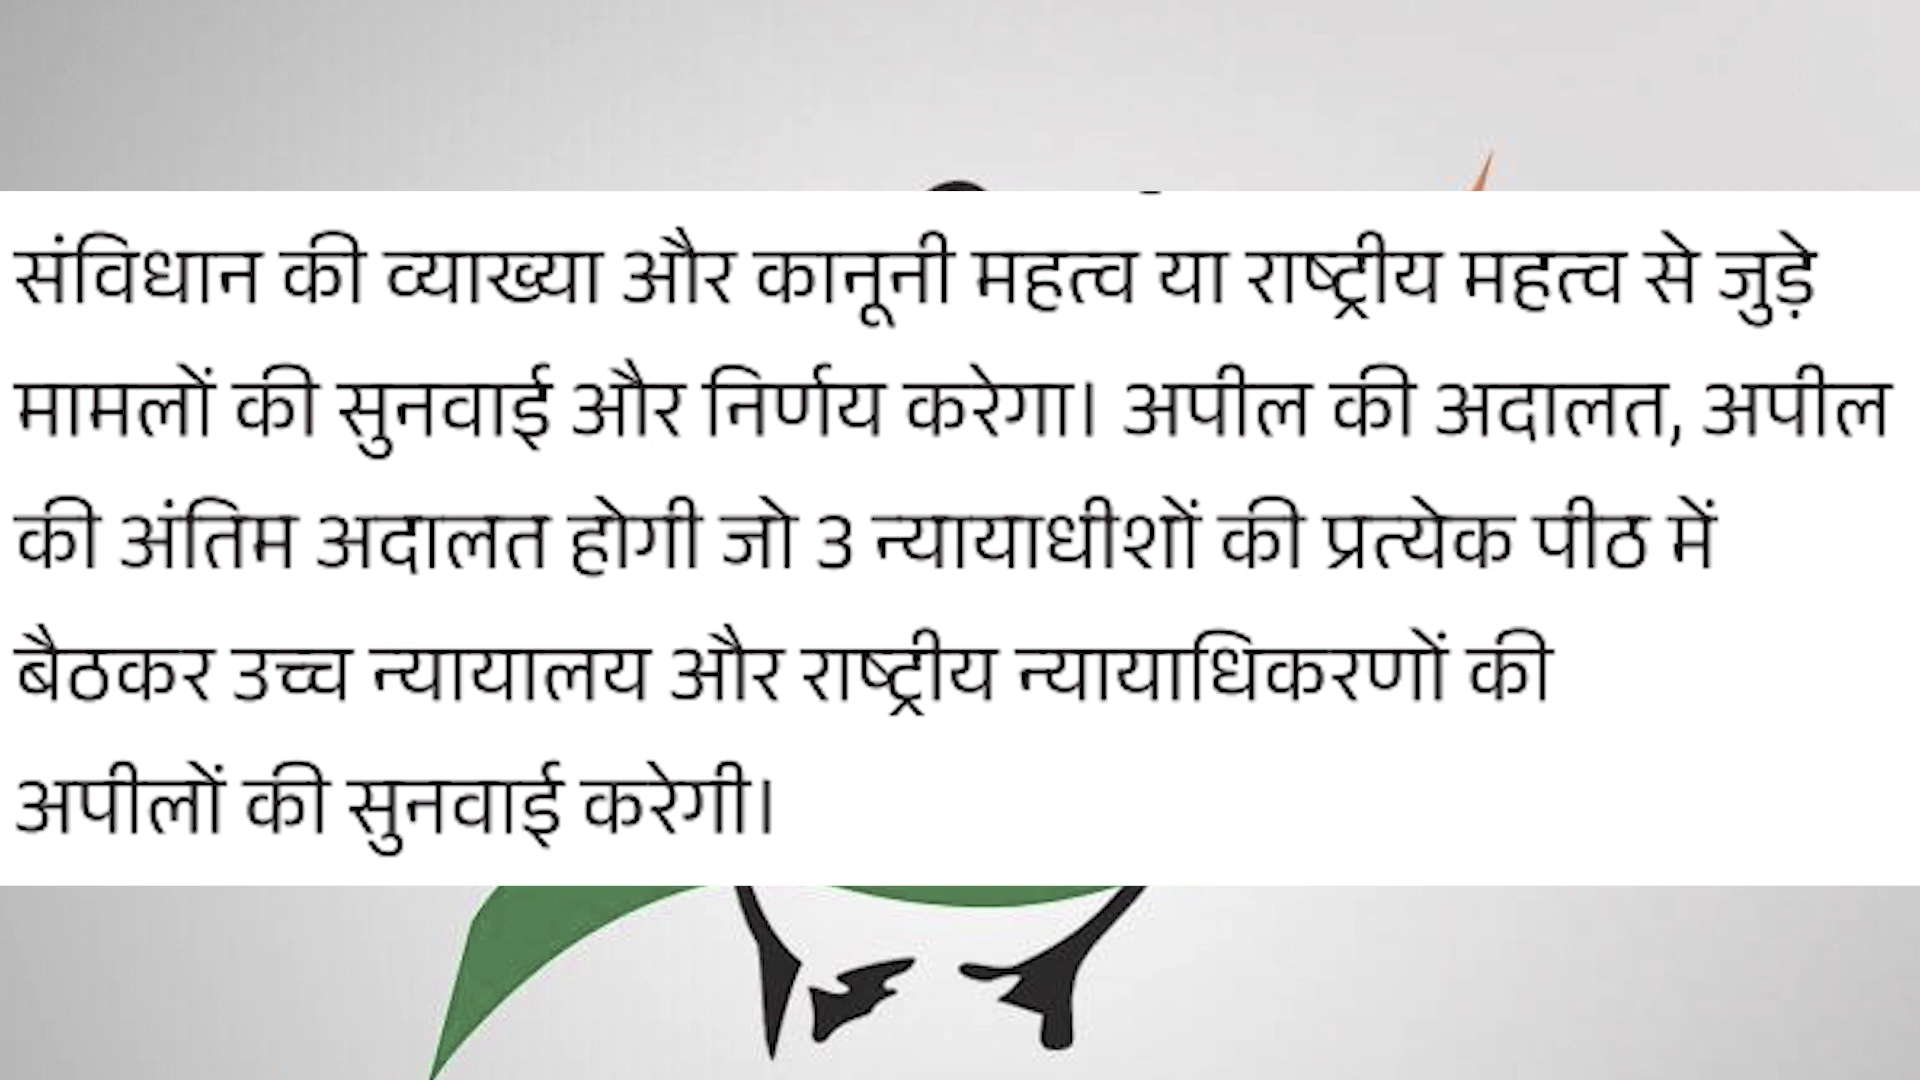 संविधान की व्याख्या और कानूनी महत्व या राष्ट्रीय महत्व से जुड़े
मामलों की सुनवाई और निर्णय करेगा। अपील की अदालत, अपील
की अंतिम अदालत होगी जो 3 न्यायाधीशों की प्रत्येक पीठ में
बैठकर उच्च न्यायालय और राष्ट्रीय न्यायाधिकरणों की
अपीलों की सुनवाई करेगी।